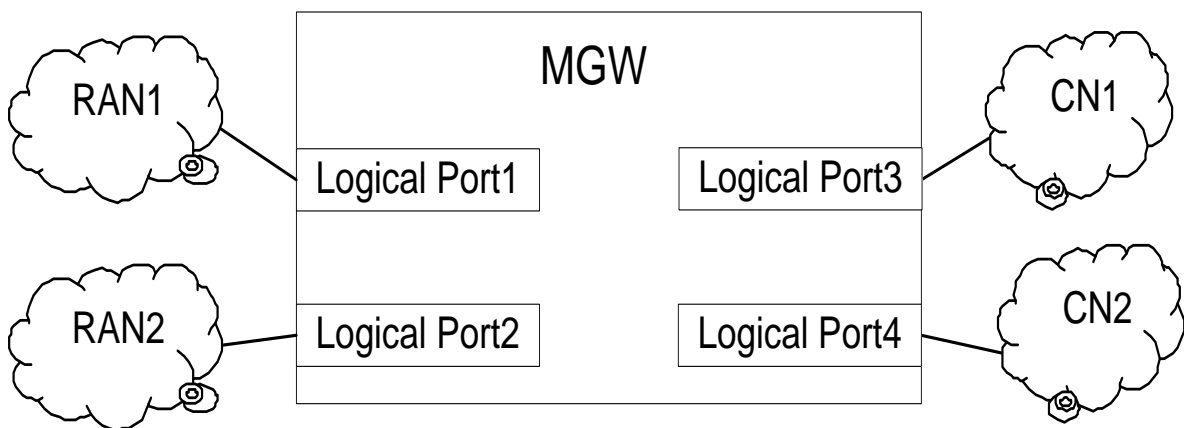 MGW
RAN1
CN1
Logical Port1
Logical Port3
RAN2
CN2
Logical Port2
Logical Port4